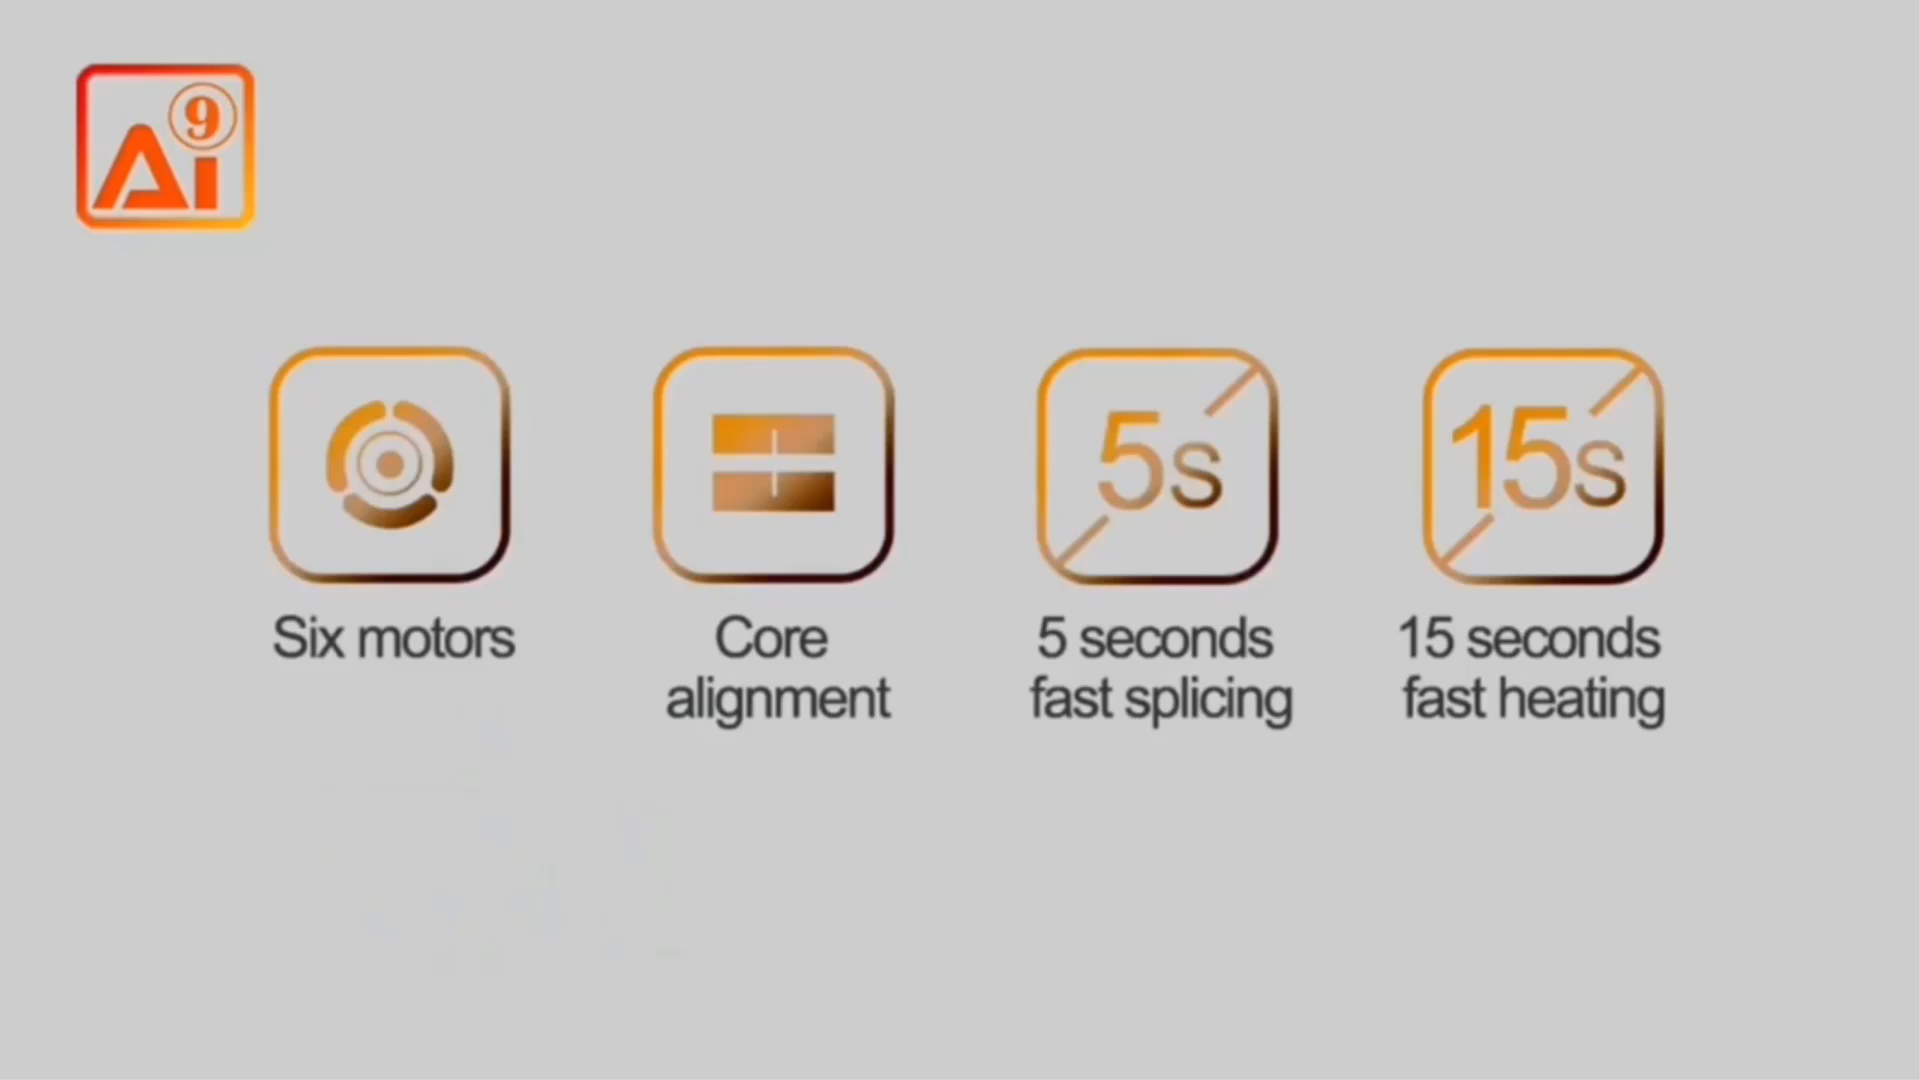 Ai 9
5s
15s
Six motors
Core
alignment
5 seconds
fast splicing
15 seconds
fast heating